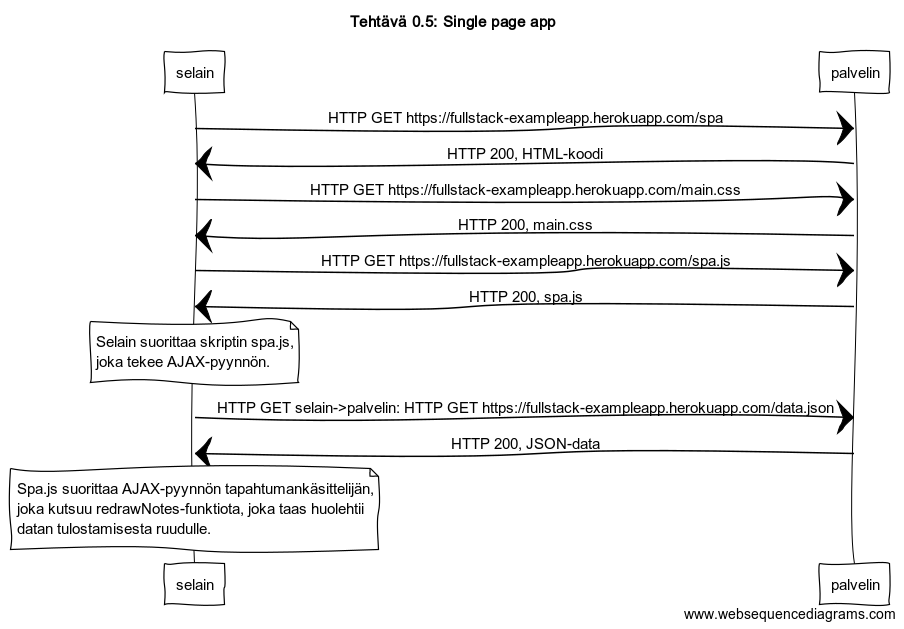 Tehtävä 0.5: Single page app
selain
palvelin
HTTP GET https://fullstack-exampleapp.herokuapp.com/spa
HTTP 200, HTML-koodi
HTTP GET https://fullstack-exampleapp.herokuapp.com/main.css
HTTP 200, main.css
HTTP GET https://fullstack-exampleapp.herokuapp.com/spa.js
HTTP 200, spa.js
Selain suorittaa skriptin spa.js,
joka tekee AJAX-pyynnön.
HTTP GET selain->palvelin: HTTP GET https://fullstack-exampleapp.herokuapp.com/data.json
HTTP 200, JSON-data
Spa.js suorittaa AJAX-pyynnön tapahtumankäsittelijän,
joka kutsuu redrawNotes-funktiota, joka taas huolehtii
datan tulostamisesta ruudulle.
selain
palvelin
www.websequencediagrams.com